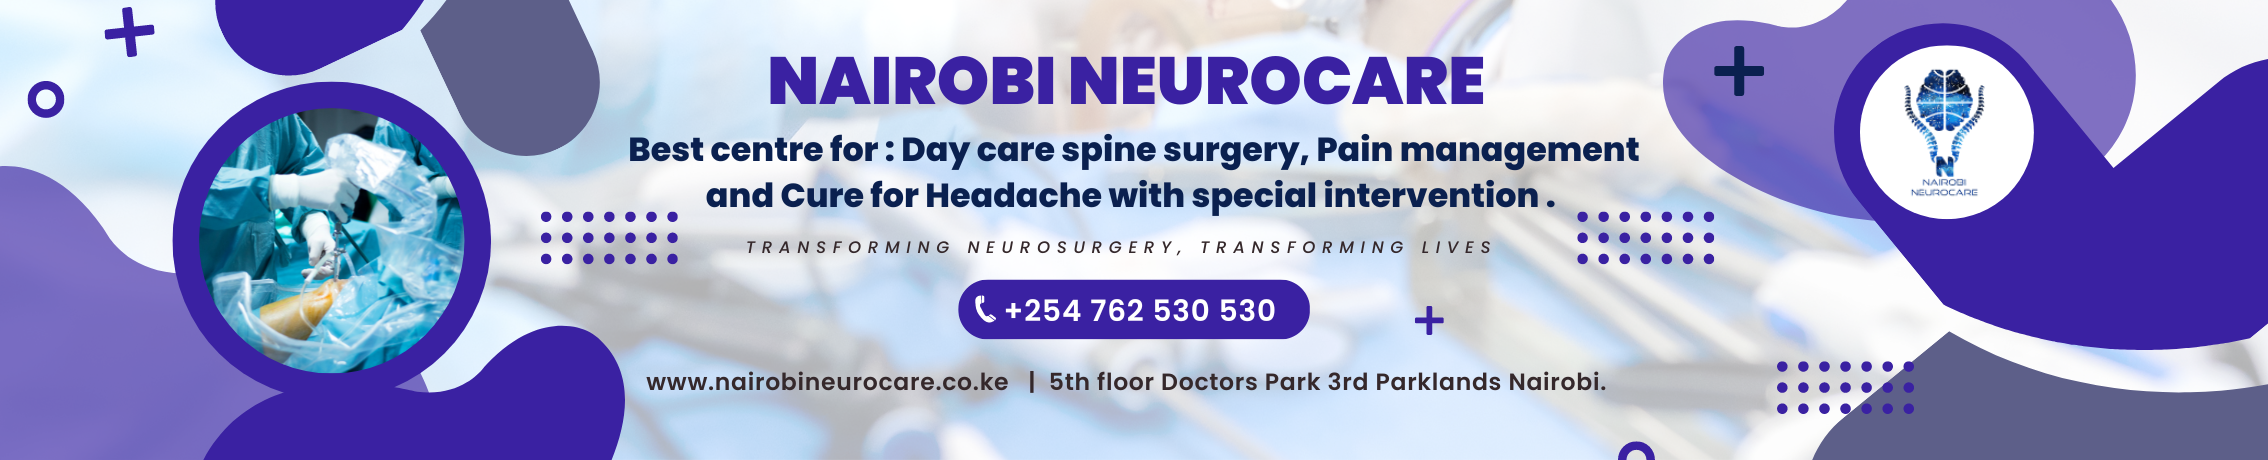 NAIROBI NEUROCARE
Best centre for : Day care spine surgery, Pain management
and Cure for Headache with special intervention .
TRANSFORMING NEUROSURGERY, TRANSFORMING LIVES
+254 762 530 530
www.nairobineurocare.co.ke | 5th floor Doctors Park 3rd Parklands Nairobi.
N
NAIROBI
NEUROCARE